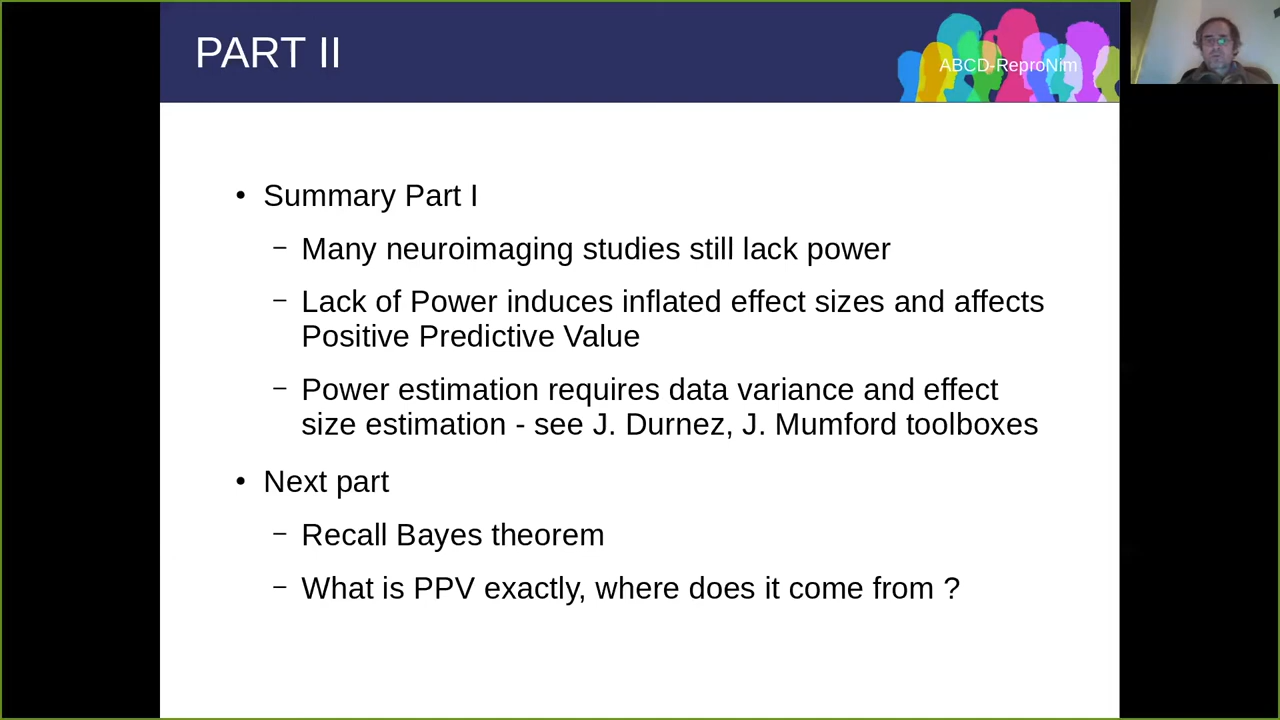 PART II
ABCD-ReproNim
• Summary Part I
– Many neuroimaging studies still lack power
– Lack of Power induces inflated effect sizes and affects
Positive Predictive Value
– Power estimation requires data variance and effect
size estimation - see J. Durnez, J. Mumford toolboxes
• Next part
– Recall Bayes theorem
– What is PPV exactly, where does it come from ?